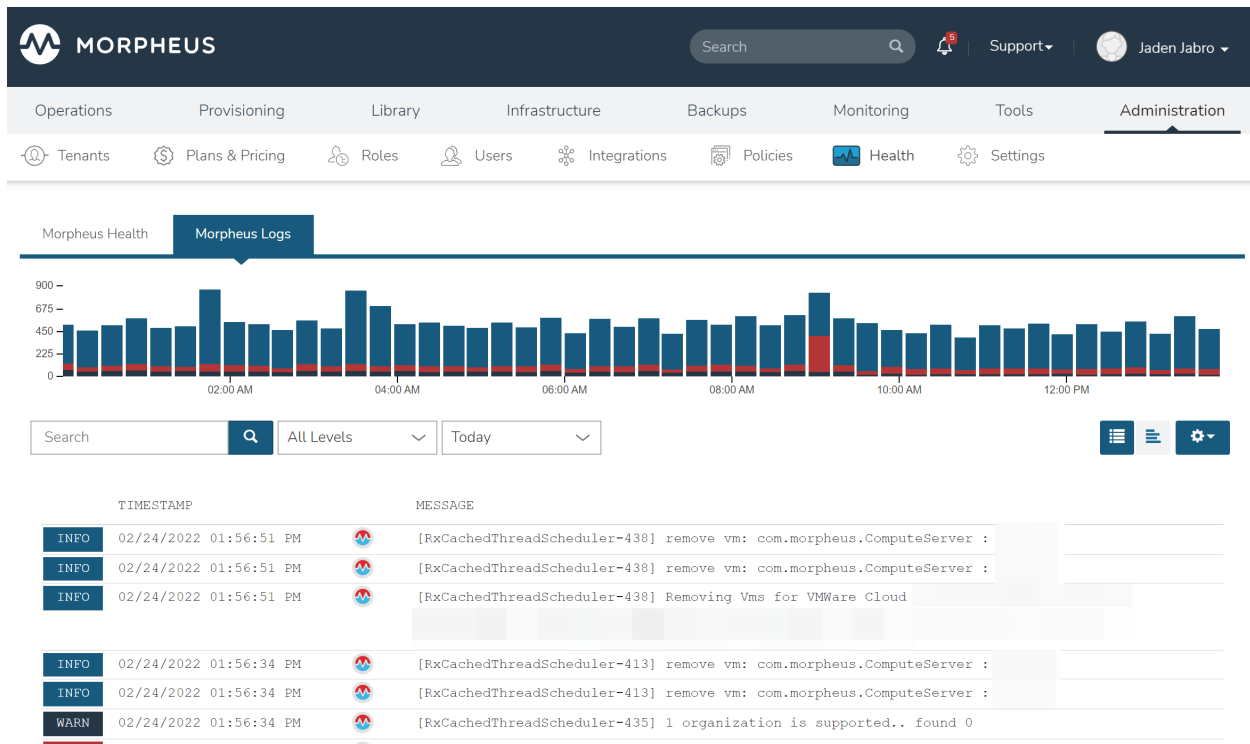 MORPHEUS
Search
5
Support
Jaden Jabro
Operations Provisioning Library Infrastructure Backups Monitoring Tools Administration
Tenants Plans & Pricing Roles Users Integrations Policies Health Settings
Morpheus Health Morpheus Logs
900
675
450
225
0
02:00 AM 04:00 AM 06:00 AM 08:00 AM 10:00 AM 12:00 PM
Search All Levels Today
TIMESTAMP MESSAGE
INFO 02/24/2022 01:56:51 PM [RxCachedThreadScheduler-438] remove vm: com.morpheus.ComputeServer :
INFO 02/24/2022 01:56:51 PM [RxCachedThreadScheduler-438] remove vm: com.morpheus.ComputeServer :
INFO 02/24/2022 01:56:51 PM [RxCachedThreadScheduler-438] Removing Vms for VMWare Cloud
INFO 02/24/2022 01:56:34 PM [RxCachedThreadScheduler-413] remove vm: com.morpheus.ComputeServer :
INFO 02/24/2022 01:56:34 PM [RxCachedThreadScheduler-413] remove vm: com.morpheus.ComputeServer :
WARN 02/24/2022 01:56:34 PM [RxCachedThreadScheduler-435] 1 organization is supported.. found 0